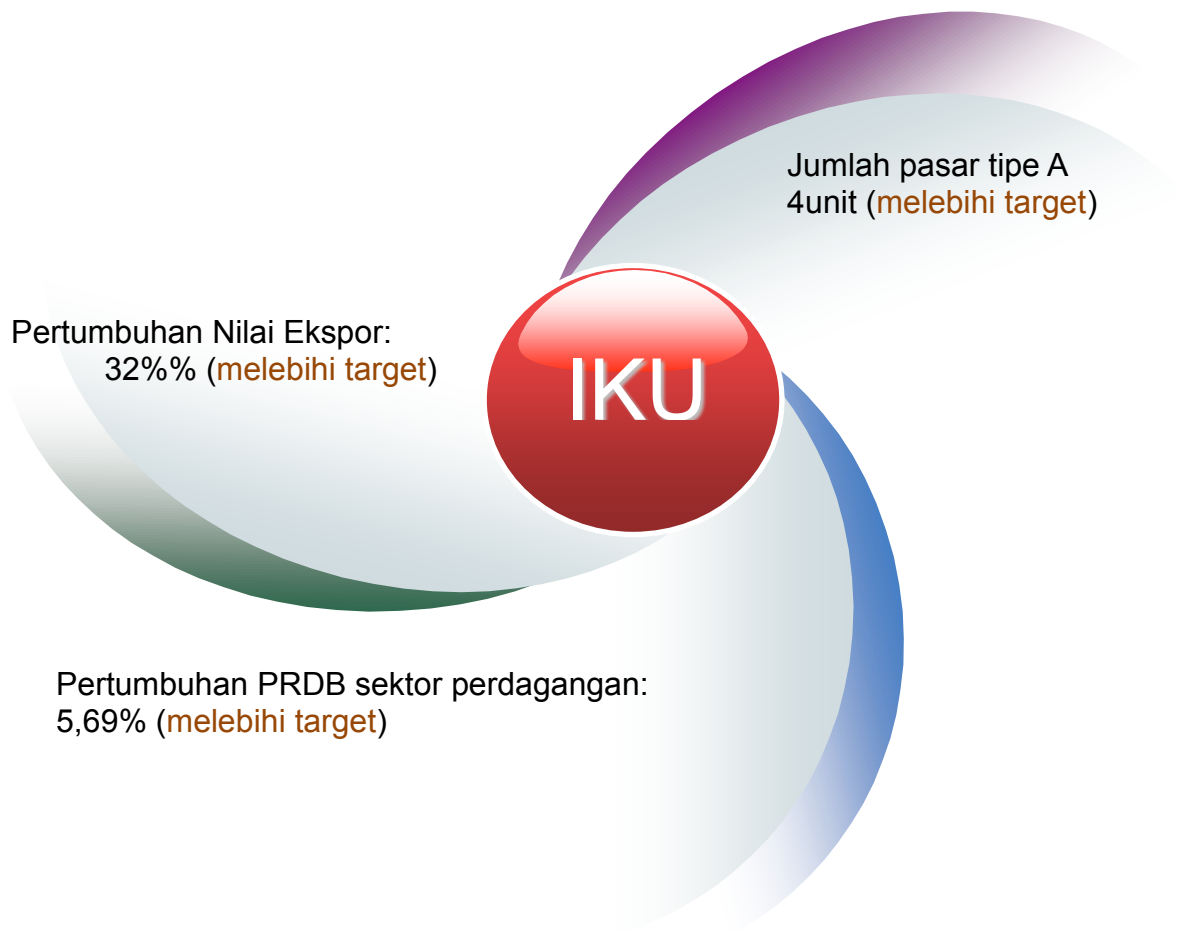 Jumlah pasar tipe A
4unit (melebihi target)
Pertumbuhan Nilai Ekspor:
32%% (melebihi target)
IKU
Pertumbuhan PRDB sektor perdagangan:
5,69% (melebihi target)